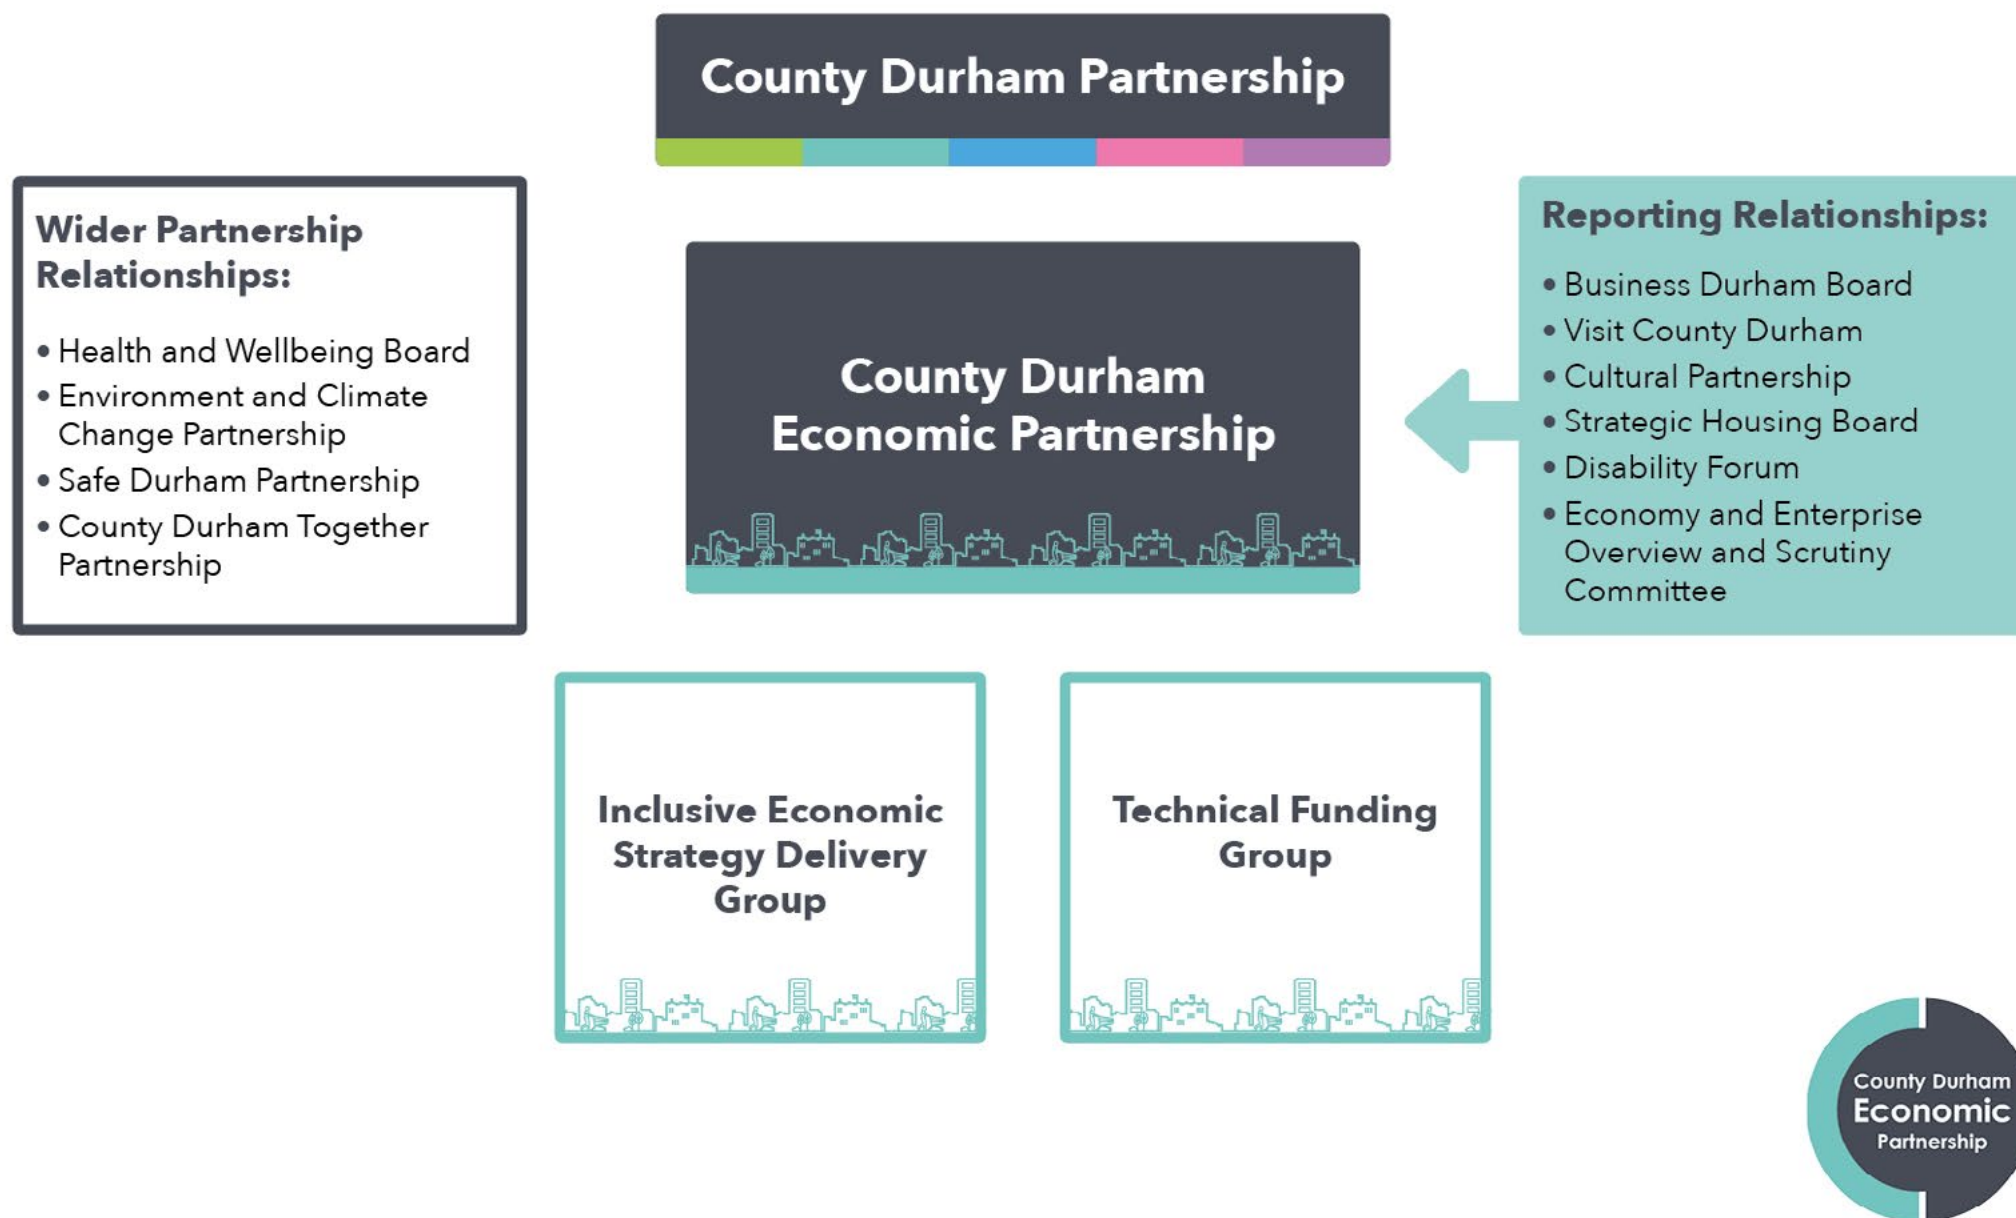 County Durham Partnership
Wider Partnership
Relationships:
• Health and Wellbeing Board
• Environment and Climate
Change Partnership
• Safe Durham Partnership
• County Durham Together
Partnership
County Durham
Economic Partnership
Reporting Relationships:
• Business Durham Board
• Visit County Durham
• Cultural Partnership
• Strategic Housing Board
• Disability Forum
• Economy and Enterprise
Overview and Scrutiny
Committee
Inclusive Economic
Strategy Delivery
Group
Technical Funding
Group
County Durham
Economic
Partnership